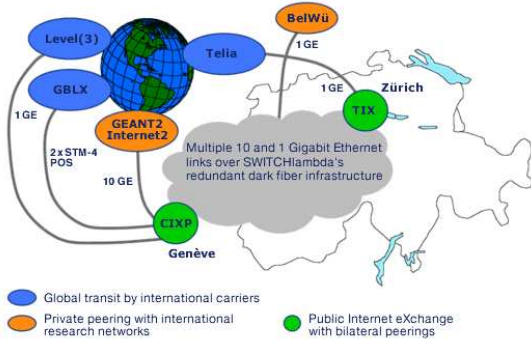 Level(3)
GBLX
Telia
BelWü
1 GE
2 x STM-4
POS
GEANT2
Internet2
10 GE
1 GE
1 GE
Zürich
TIX
Multiple 10 and 1 Gigabit Ethernet
links over SWITCHlambda's
redundant dark fiber infrastructure
CIXP
Genève
Global transit by international carriers
Private peering with international
research networks
Public Internet eXchange
with bilateral peerings